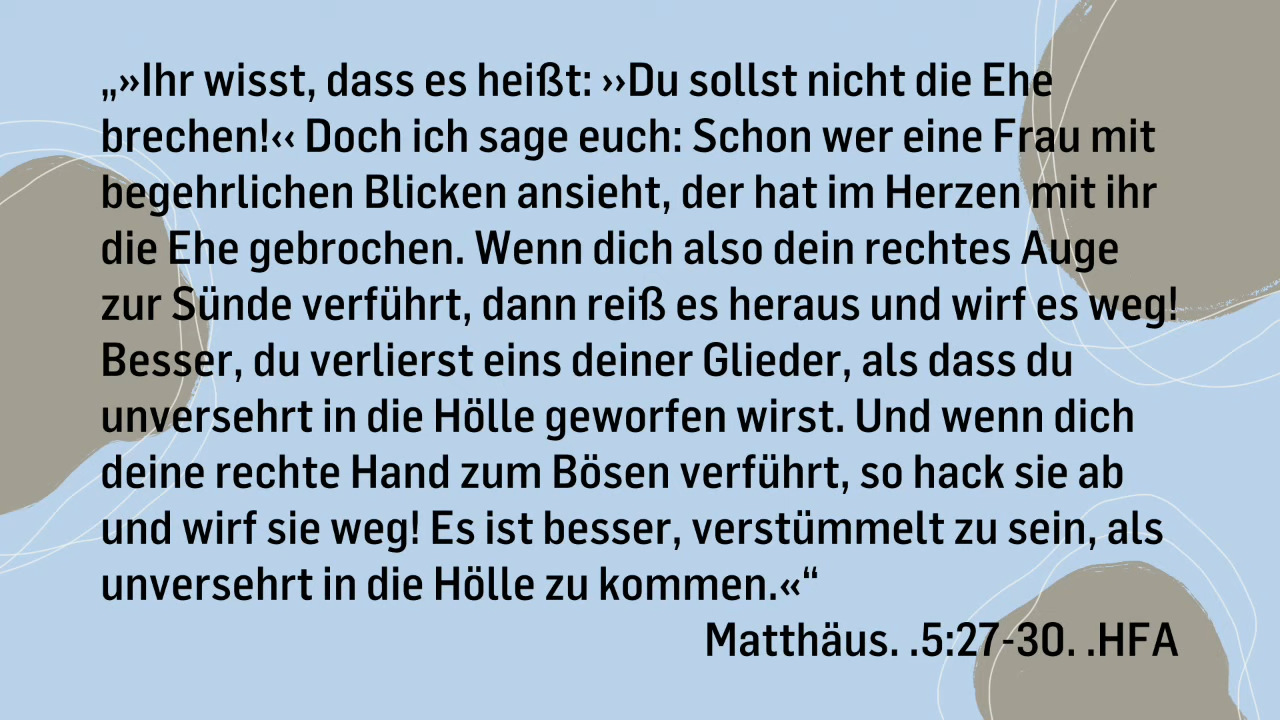 „»Ihr wisst, dass es heißt: ››Du sollst nicht die Ehe
brechen!‹‹ Doch ich sage euch: Schon wer eine Frau mit
begehrlichen Blicken ansieht, der hat im Herzen mit ihr
die Ehe gebrochen. Wenn dich also dein rechtes Auge
zur Sünde verführt, dann reiß es heraus und wirf es weg!
Besser, du verlierst eins deiner Glieder, als dass du
unversehrt in die Hölle geworfen wirst. Und wenn dich
deine rechte Hand zum Bösen verführt, so hack sie ab
und wirf sie weg! Es ist besser, verstümmelt zu sein, als
unversehrt in die Hölle zu kommen.«“
Matthäus. .5:27-30. .HFA